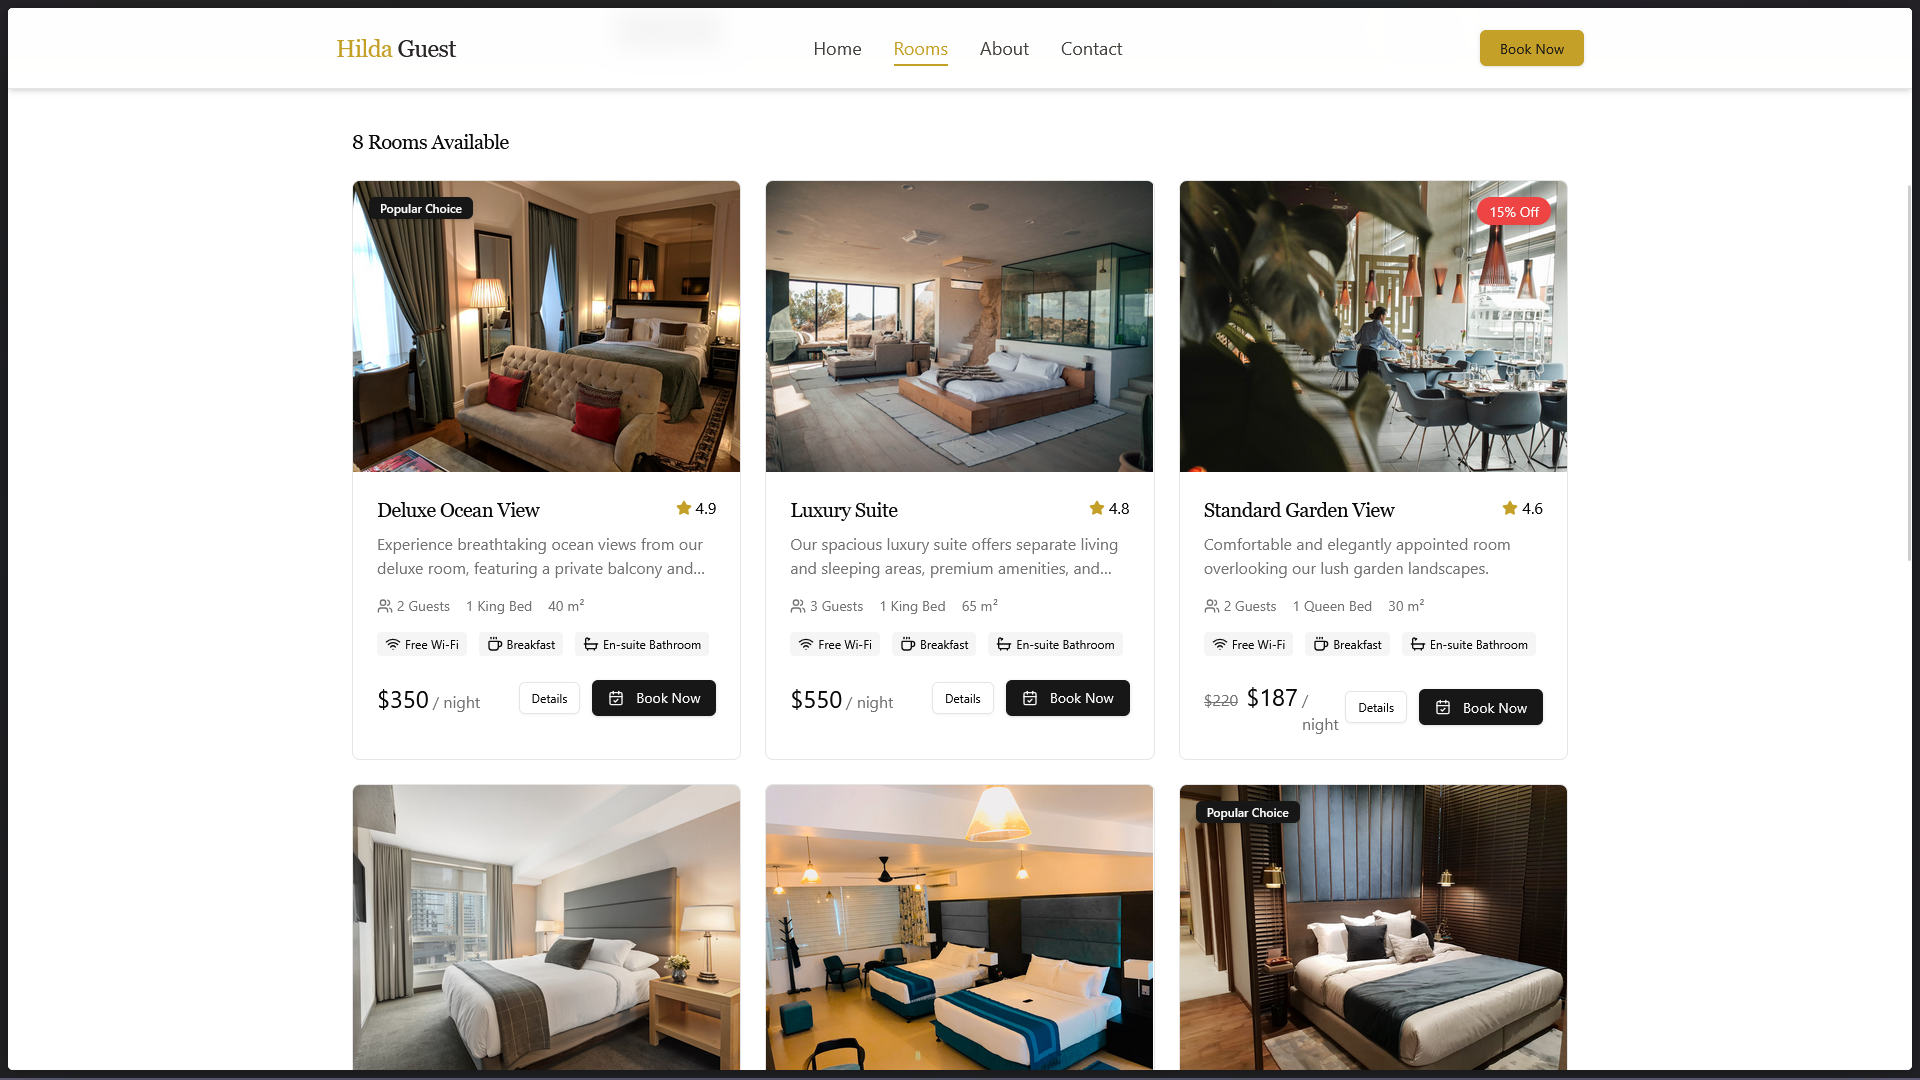 Hilda Guest
Home
Rooms
About
Contact
Book Now
8 Rooms Available
Popular Choice
15% Off
Deluxe Ocean View
4.9
Experience breathtaking ocean views from our
deluxe room, featuring a private balcony and...
2 Guests
1 King Bed
40 m²
Free Wi-Fi
Breakfast
En-suite Bathroom
$350 / night
Details
Book Now
Luxury Suite
4.8
Our spacious luxury suite offers separate living
and sleeping areas, premium amenities, and...
3 Guests
1 King Bed
65 m²
Free Wi-Fi
Breakfast
En-suite Bathroom
$550 / night
Details
Book Now
Standard Garden View
4.6
Comfortable and elegantly appointed room
overlooking our lush garden landscapes.
2 Guests
1 Queen Bed
30 m²
Free Wi-Fi
Breakfast
En-suite Bathroom
$220 $187 /
night
Details
Book Now
Popular Choice